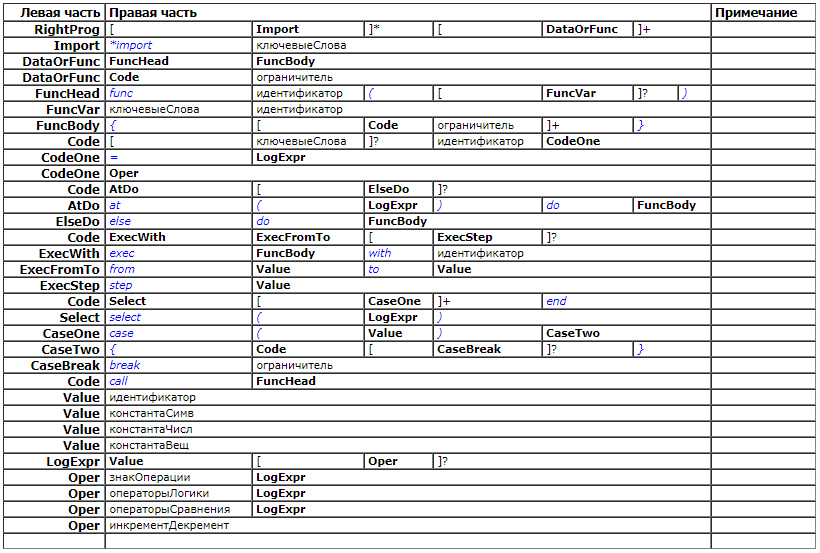 Левая часть Правая часть Примечание
RightProg [ Import ]* [ DataOrFunc ]+
Import *import ключевыеСлова
DataOrFunc FuncHead FuncBody
DataOrFunc Code ограничитель
FuncHead func идентификатор ( [ FuncVar ]? )
FuncVar ключевыеСлова идентификатор
FuncBody { [ Code ограничитель ]+ }
Code [ ключевыеСлова ]? идентификатор CodeOne
CodeOne = LogExpr
CodeOne Oper
Code AtDo [ ElseDo ]?
AtDo at ( LogExpr ) do FuncBody
ElseDo else do FuncBody
Code ExecWith ExecFromTo [ ExecStep ]?
ExecWith exec FuncBody with идентификатор
ExecFromTo from Value to Value
ExecStep step Value
Code Select [ CaseOne ]+ end
Select select ( LogExpr )
CaseOne case ( Value ) CaseTwo
CaseTwo { Code [ CaseBreak ]? }
CaseBreak break ограничитель
Code call FuncHead
Value идентификатор
Value константаСимв
Value константаЧисл
Value константаВещ
LogExpr Value [ Oper ]?
Oper знакОперации LogExpr
Oper операторыЛогики LogExpr
Oper операторыСравнения LogExpr
Oper инкрементДекремент